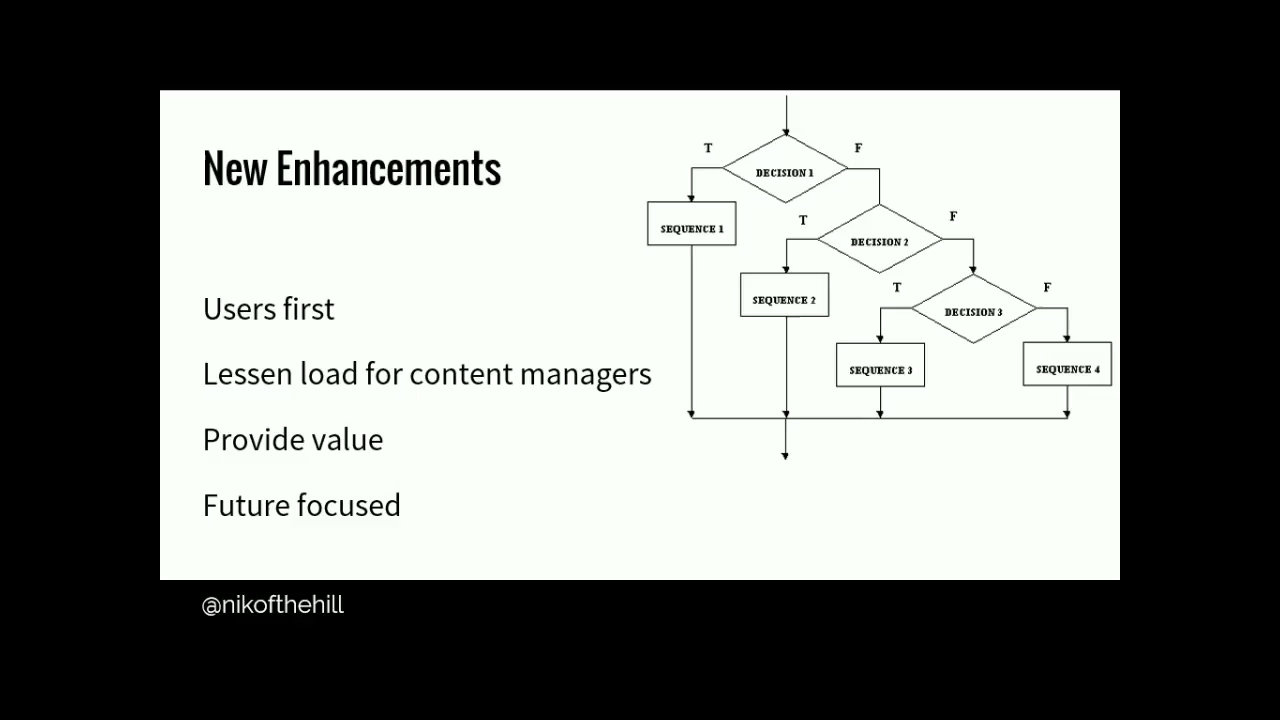 New Enhancements
Users first
Lessen load for content managers
Provide value
Future focused
T
F
DECISION 1
SEQUENCE 1
T
F
DECISION 2
SEQUENCE 2
T
F
DECISION 3
SEQUENCE 3
SEQUENCE 4
@nikofthehill